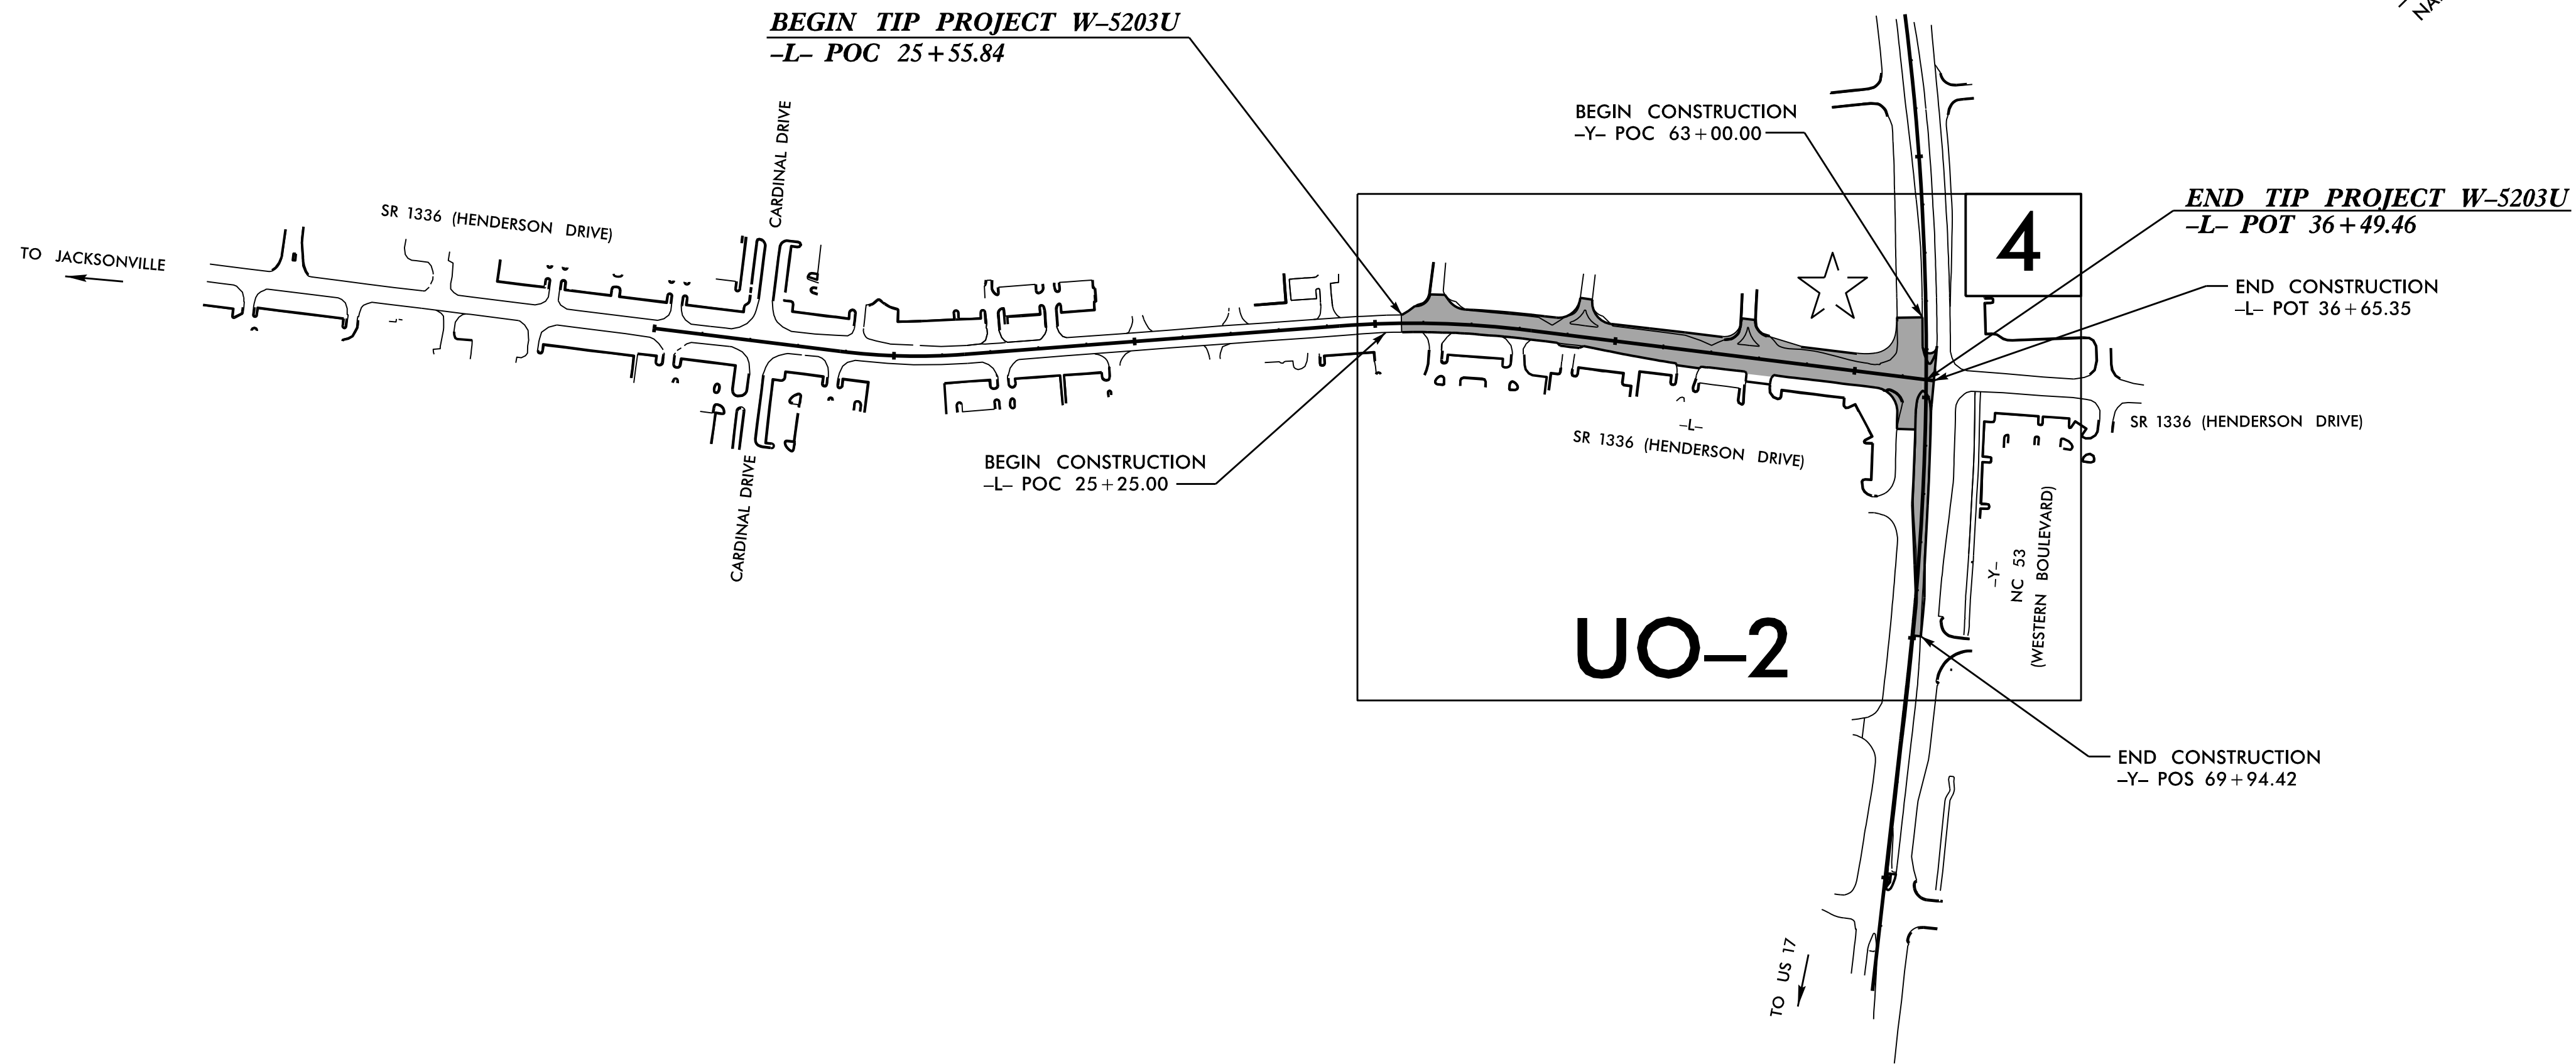 BEGIN TIP PROJECT W–5203U
–L– POC 25+55.84
BEGIN CONSTRUCTION
–Y– POC 63+00.00
CARDINAL DRIVE
END TIP PROJECT W–5203U
–L– POT 36+49.46
4
SR 1336 (HENDERSON DRIVE)
TO JACKSONVILLE
END CONSTRUCTION
–L– POT 36+65.35
–L–
SR 1336 (HENDERSON DRIVE)
SR 1336 (HENDERSON DRIVE)
BEGIN CONSTRUCTION
–L– POC 25+25.00
CARDINAL DRIVE
–Y–
NC 53
(WESTERN BOULEVARD)
UO–2
END CONSTRUCTION
–Y– POS 69+94.42
TO US 17